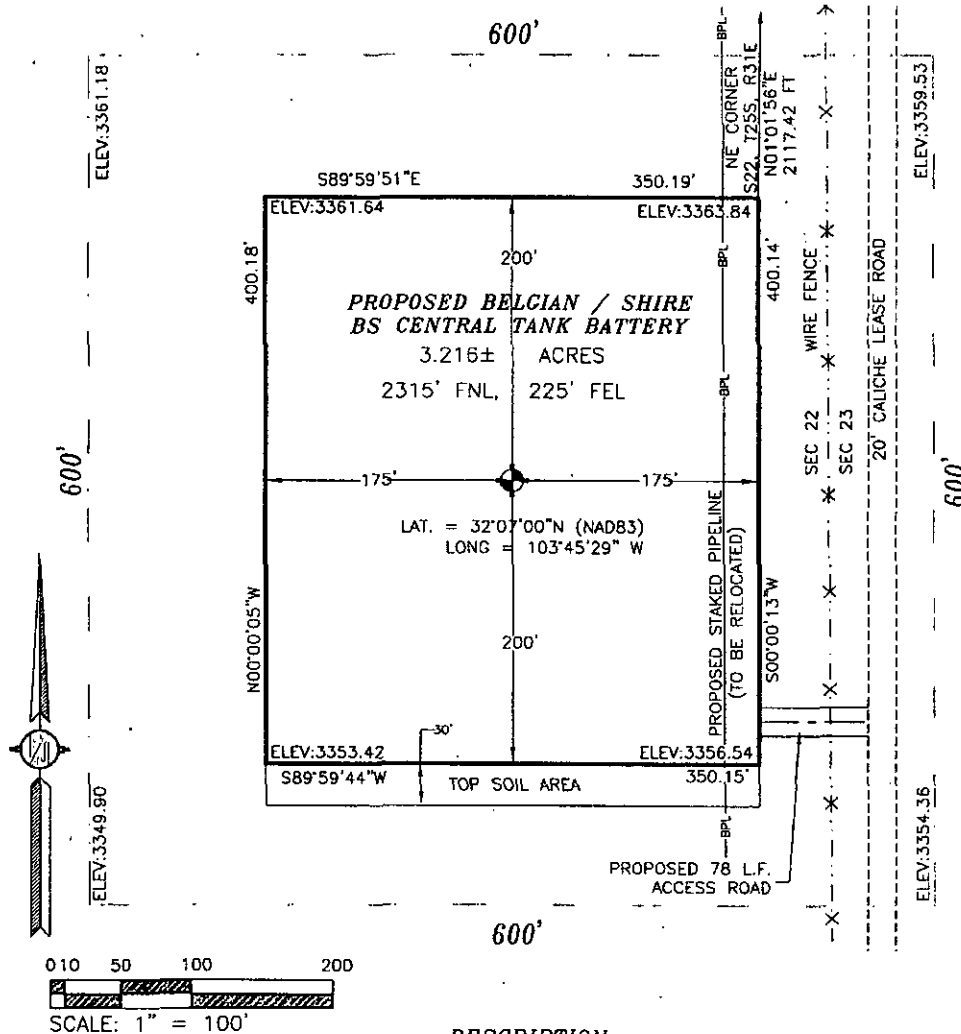 600'
ELEV:3361.18
ELEV:3359.53
BPL
NE CORNER
S22, T25S, R31E
N01°01'56"E
2117.42 FT
S89°59'51"E
350.19'
ELEV:3361.64
ELEV:3363.84
400.18'
200'
BPL
400.14'
WIRE FENCE
20' CALICHE LEASE ROAD
PROPOSED BELGIAN / SHIRE
BS CENTRAL TANK BATTERY
3.216± ACRES
2315' FNL, 225' FEL
BPL
SEC 22
SEC 23
600'
175'
175'
600'
LAT. = 32°07'00"N (NAD83)
LONG = 103°45'29" W
PROPOSED STAKED PIPELINE
(TO BE RELOCATED)
N00°00'05"W
S00°00'13"W
200'
30'
ELEV:3353.42
ELEV:3356.54
S89°59'44"W
350.15'
TOP SOIL AREA
BPL
ELEV:3349.90
ELEV:3354.36
PROPOSED 78 L.F.
ACCESS ROAD
600'
0 10 50 100 200
SCALE: 1" = 100'